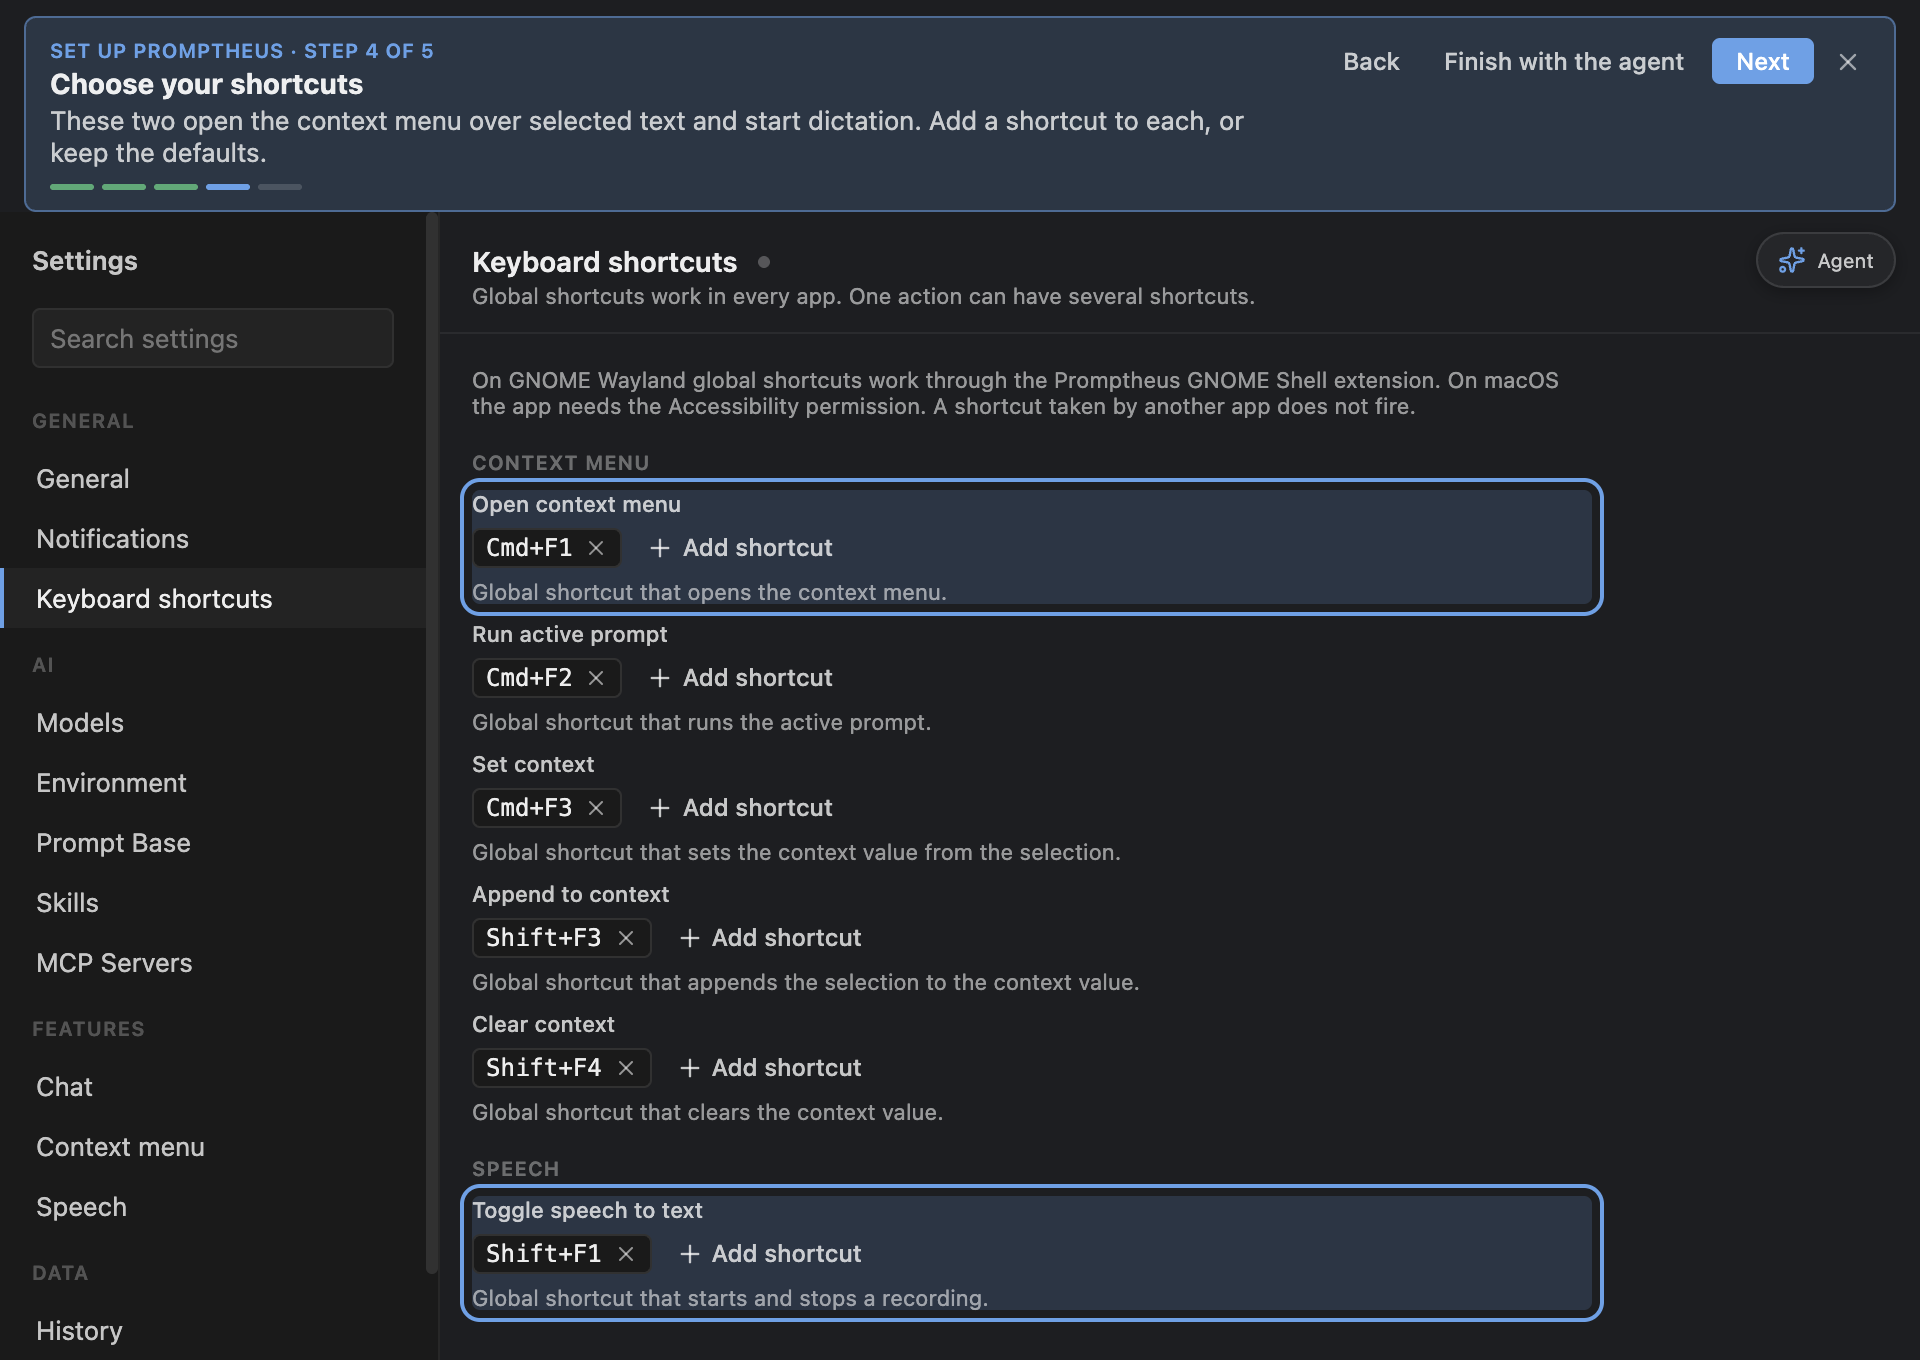 SET UP PROMPTHEUS · STEP 4 OF 5
Choose your shortcuts
These two open the context menu over selected text and start dictation. Add a shortcut to each, or
keep the defaults.
Back
Finish with the agent
Next
Settings
Search settings
GENERAL
General
Notifications
Keyboard shortcuts
AI
Models
Environment
Prompt Base
Skills
MCP Servers
FEATURES
Chat
Context menu
Speech
DATA
History
Keyboard shortcuts
Global shortcuts work in every app. One action can have several shortcuts.
Agent
On GNOME Wayland global shortcuts work through the Promptheus GNOME Shell extension. On macOS
the app needs the Accessibility permission. A shortcut taken by another app does not fire.
CONTEXT MENU
Open context menu
Cmd+F1 × + Add shortcut
Global shortcut that opens the context menu.
Run active prompt
Cmd+F2 × + Add shortcut
Global shortcut that runs the active prompt.
Set context
Cmd+F3 × + Add shortcut
Global shortcut that sets the context value from the selection.
Append to context
Shift+F3 × + Add shortcut
Global shortcut that appends the selection to the context value.
Clear context
Shift+F4 × + Add shortcut
Global shortcut that clears the context value.
SPEECH
Toggle speech to text
Shift+F1 × + Add shortcut
Global shortcut that starts and stops a recording.